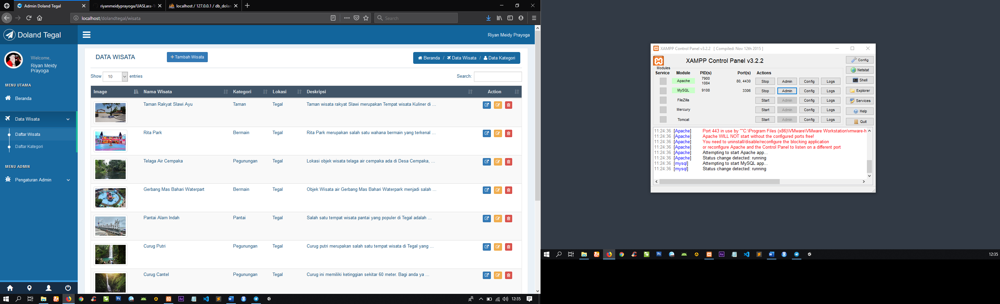 Admin Doland Tegal
riyanmeidyprayoga/UASLara-1
localhost / 127.0.0.1 / db_dolan
localhost/dolandtegal/wisata
Search
Doland Tegal
Riyan Meidy Prayoga
Welcome,
Riyan Meidy
Prayoga
MENU UTAMA
Beranda
Data Wisata
Daftar Wisata
Daftar Kategori
MENU ADMIN
Pengaturan Admin
DATA WISATA
+ Tambah Wisata
Beranda / Data Wisata / Data Kategori
Show 10 entries
Search:
Image Nama Wisata Kategori Lokasi Deskripsi Action
Taman Rakyat Slawi Ayu Taman Tegal Taman wisata rakyat Slawi merupakan Tempat wisata Kuliner di ...
Rita Park Bermain Tegal Rita Park merupakan salah satu wahana bermain yang terkenal ...
Telaga Air Cempaka Pegunungan Tegal Lokasi objek wisata telaga air cempaka ada di Desa Cempaka, ...
Gerbang Mas Bahari Waterpart Bermain Tegal Objek Wisata air Gerbang Mas Bahari Waterpark menjadi salah ...
Pantai Alam Indah Pantai Tegal Salah satu tempat wisata pantai yang populer di Tegal adalah ...
Curug Putri Pegunungan Tegal Curug putri merupakan salah satu tempat wisata di Tegal yang ...
Curug Cantel Pegunungan Tegal Curug ini memiliki ketinggian sekitar 60 meter. Bagi anda ya ...
12:35
XAMPP Control Panel v3.2.2 [ Compiled: Nov 12th 2015 ]
XAMPP Control Panel v3.2.2
Modules
Service Module PID(s) Port(s) Actions
Apache 7900 80, 4430 Stop Admin Config Logs
1084
MySQL 9108 3306 Stop Admin Config Logs
FileZilla Start Admin Config Logs
Mercury Start Admin Config Logs
Tomcat Start Admin Config Logs
Config
Netstat
Shell
Explorer
Services
Help
Quit
11:24:36 [Apache] Port 443 in use by ""C:\Program Files (x86)\VMware\VMware Workstation\vmware-h
11:24:36 [Apache] Apache WILL NOT start without the configured ports free!
11:24:36 [Apache] You need to uninstall/disable/reconfigure the blocking application
11:24:36 [Apache] or reconfigure Apache and the Control Panel to listen on a different port
11:24:36 [Apache] Attempting to start Apache app...
11:24:36 [Apache] Status change detected: running
11:24:36 [mysql] Attempting to start MySQL app...
11:24:36 [mysql] Status change detected: running
12:35